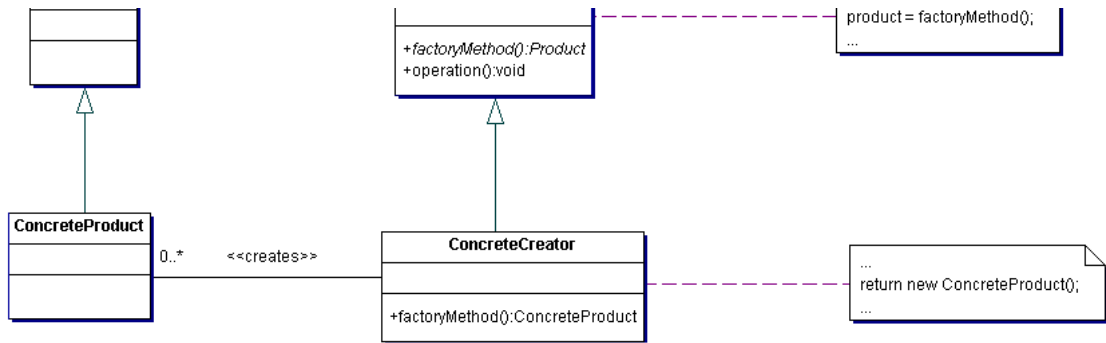 product = factoryMethod();
...
+factoryMethod():Product
+operation():void
ConcreteProduct
0..*
<<creates>>
ConcreteCreator
+factoryMethod():ConcreteProduct
...
return new ConcreteProduct();
...